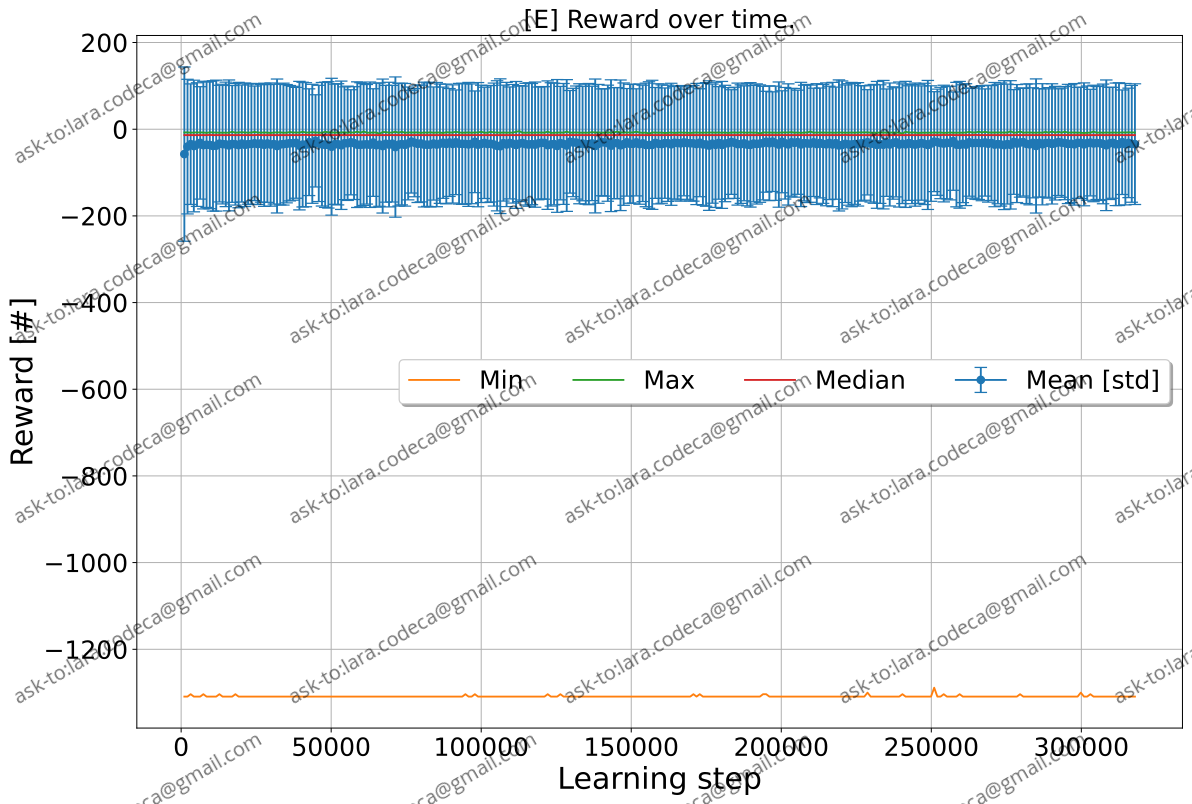 [E] Reward over time.
200
0
−200
−400
−600
−800
−1000
−1200
Reward [#]
Min Max Median Mean [std]
0 50000 100000 150000 200000 250000 300000
Learning step
ask-to:lara.codeca@gmail.com